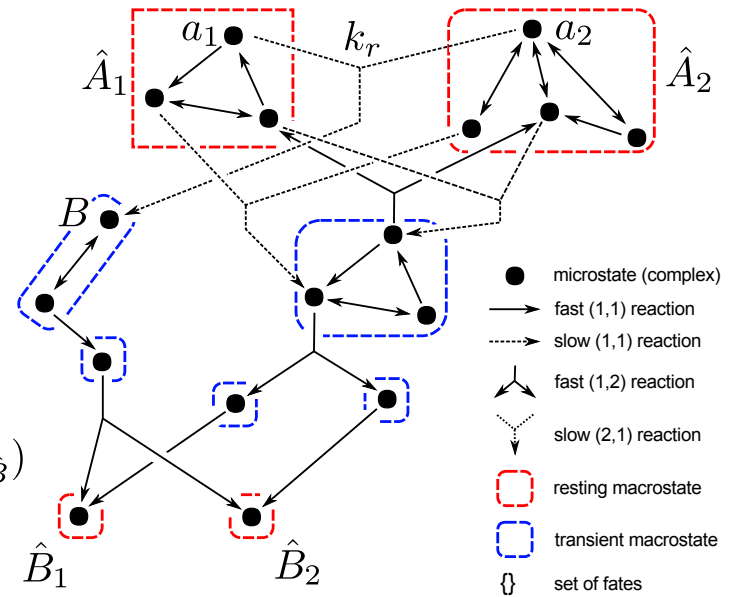 a₁
k_r
a₂
Â₁
Â₂
B
microstate (complex)
fast (1,1) reaction
slow (1,1) reaction
fast (1,2) reaction
slow (2,1) reaction
)
resting macrostate
transient macrostate
B̂₁
B̂₂
{} set of fates